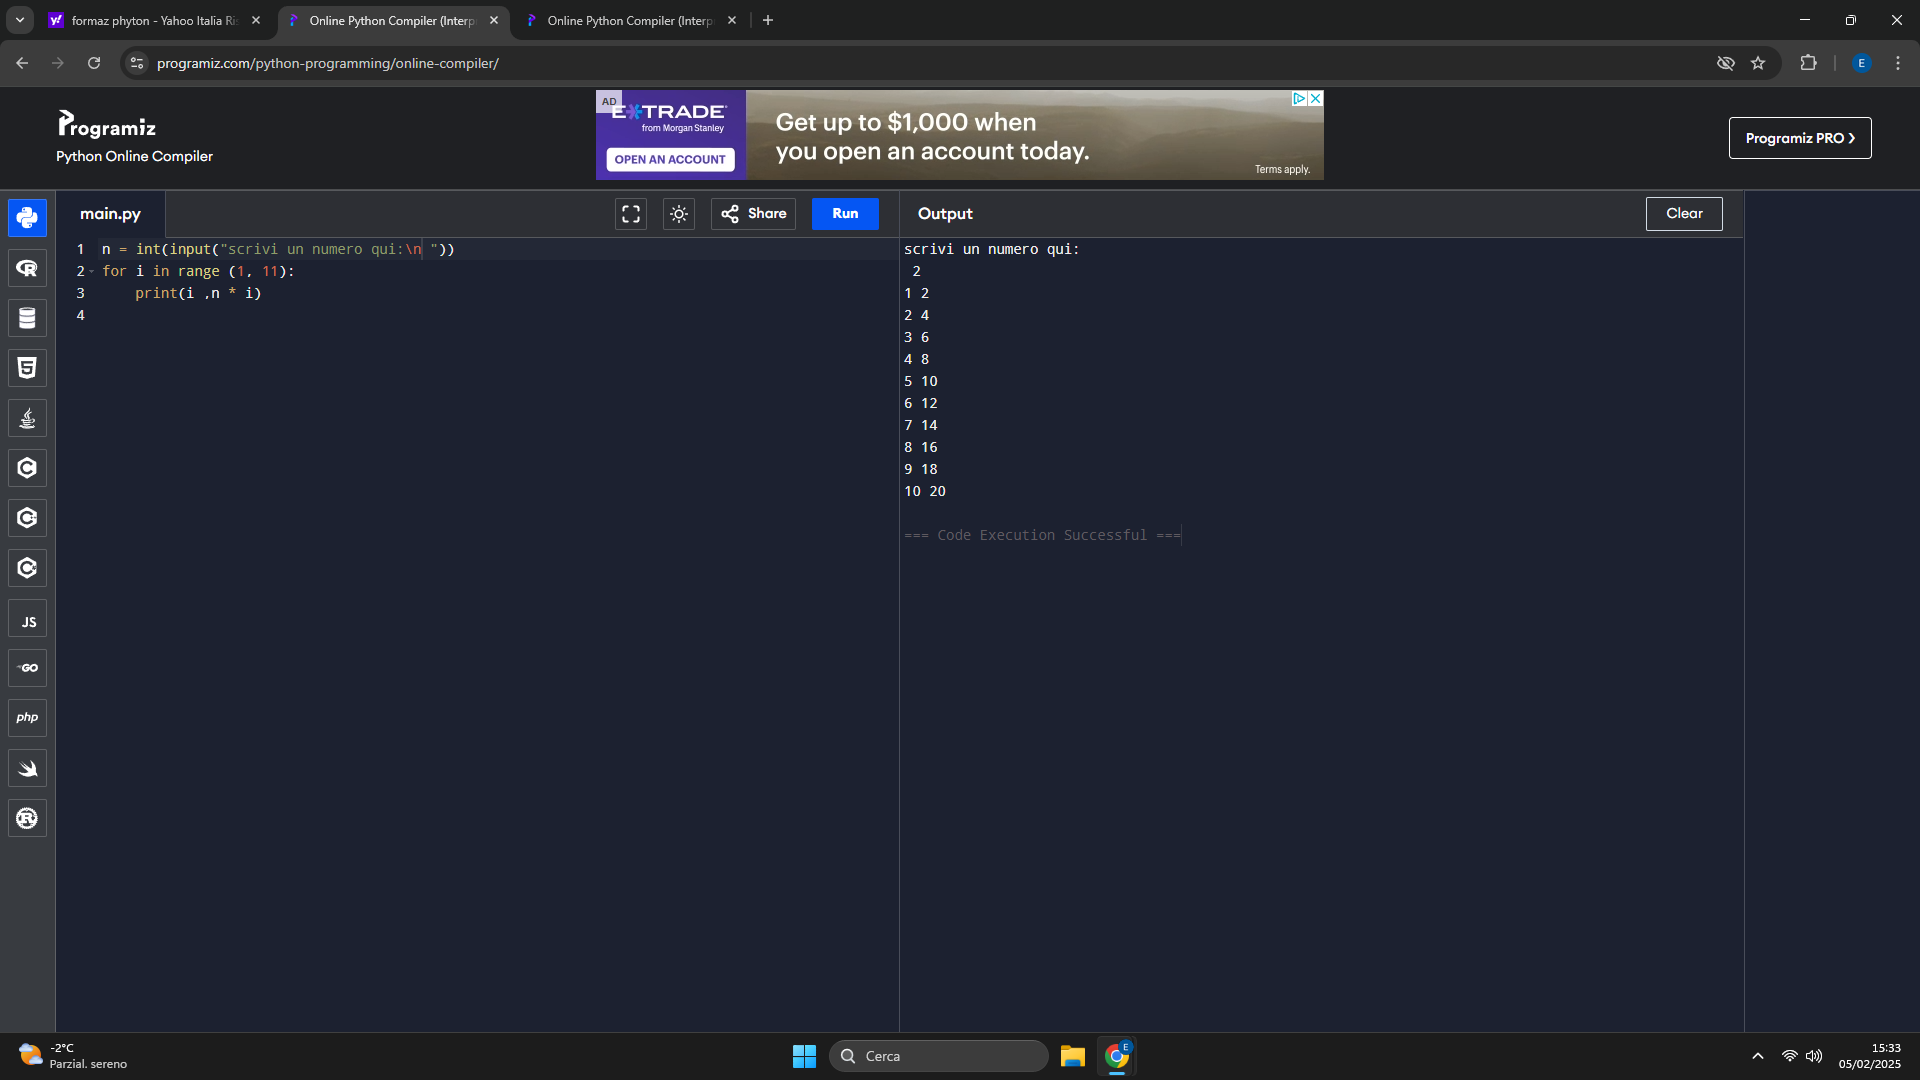 formaz phyton - Yahoo Italia Ris
Online Python Compiler (Interp
Online Python Compiler (Interp
programiz.com/python-programming/online-compiler/
E
Programiz
Python Online Compiler
AD
E*TRADE
from Morgan Stanley
OPEN AN ACCOUNT
Get up to $1,000 when
you open an account today.
Terms apply.
Programiz PRO
main.py
Share
Run
Output
Clear
1 n = int(input("scrivi un numero qui:\n "))
2 for i in range (1, 11):
3     print(i ,n * i)
4
scrivi un numero qui:
 2
1 2
2 4
3 6
4 8
5 10
6 12
7 14
8 16
9 18
10 20
=== Code Execution Successful ===
JS
GO
php
-2°C
Parzial. sereno
Cerca
E
15:33
05/02/2025